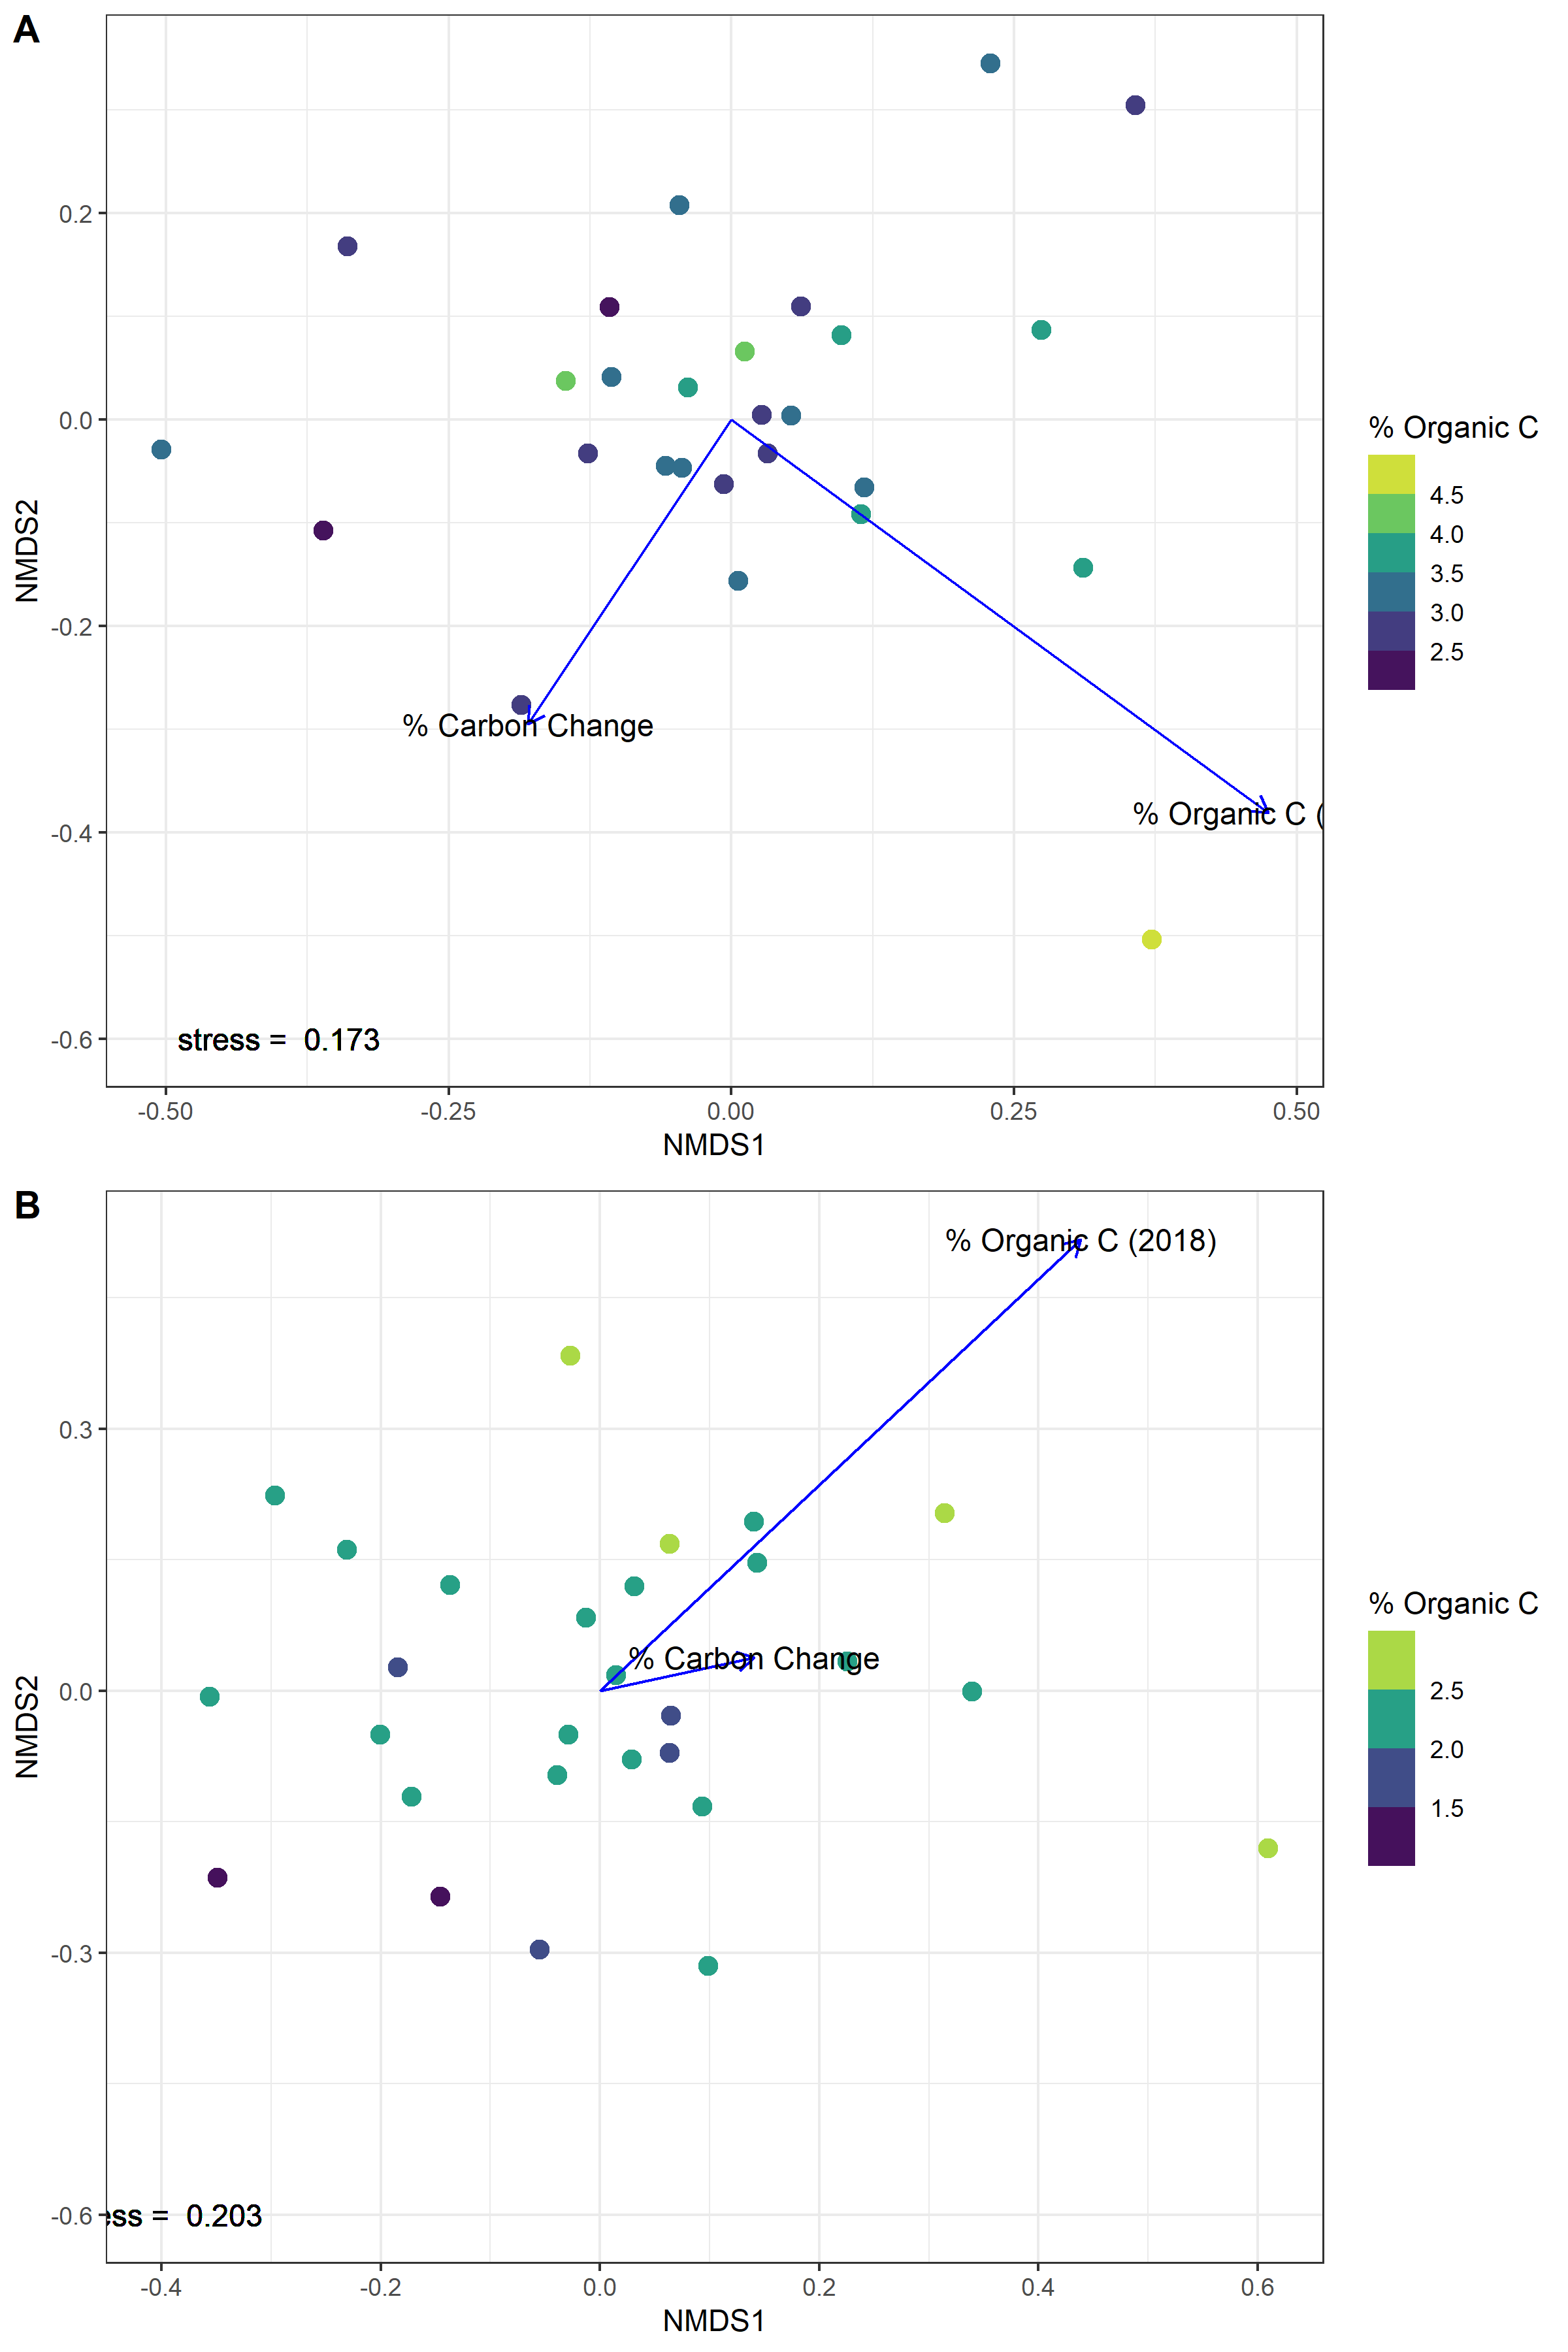 A
% Organic C
4.5
4.0
3.5
3.0
2.5
0.2
0.0
-0.2
-0.4
-0.6
NMDS2
% Carbon Change
% Organic C (
stress = 0.173
-0.50
-0.25
0.00
0.25
0.50
NMDS1
B
% Organic C (2018)
% Carbon Change
% Organic C
2.5
2.0
1.5
0.3
0.0
-0.3
-0.6
NMDS2
ess = 0.203
-0.4
-0.2
0.0
0.2
0.4
0.6
NMDS1